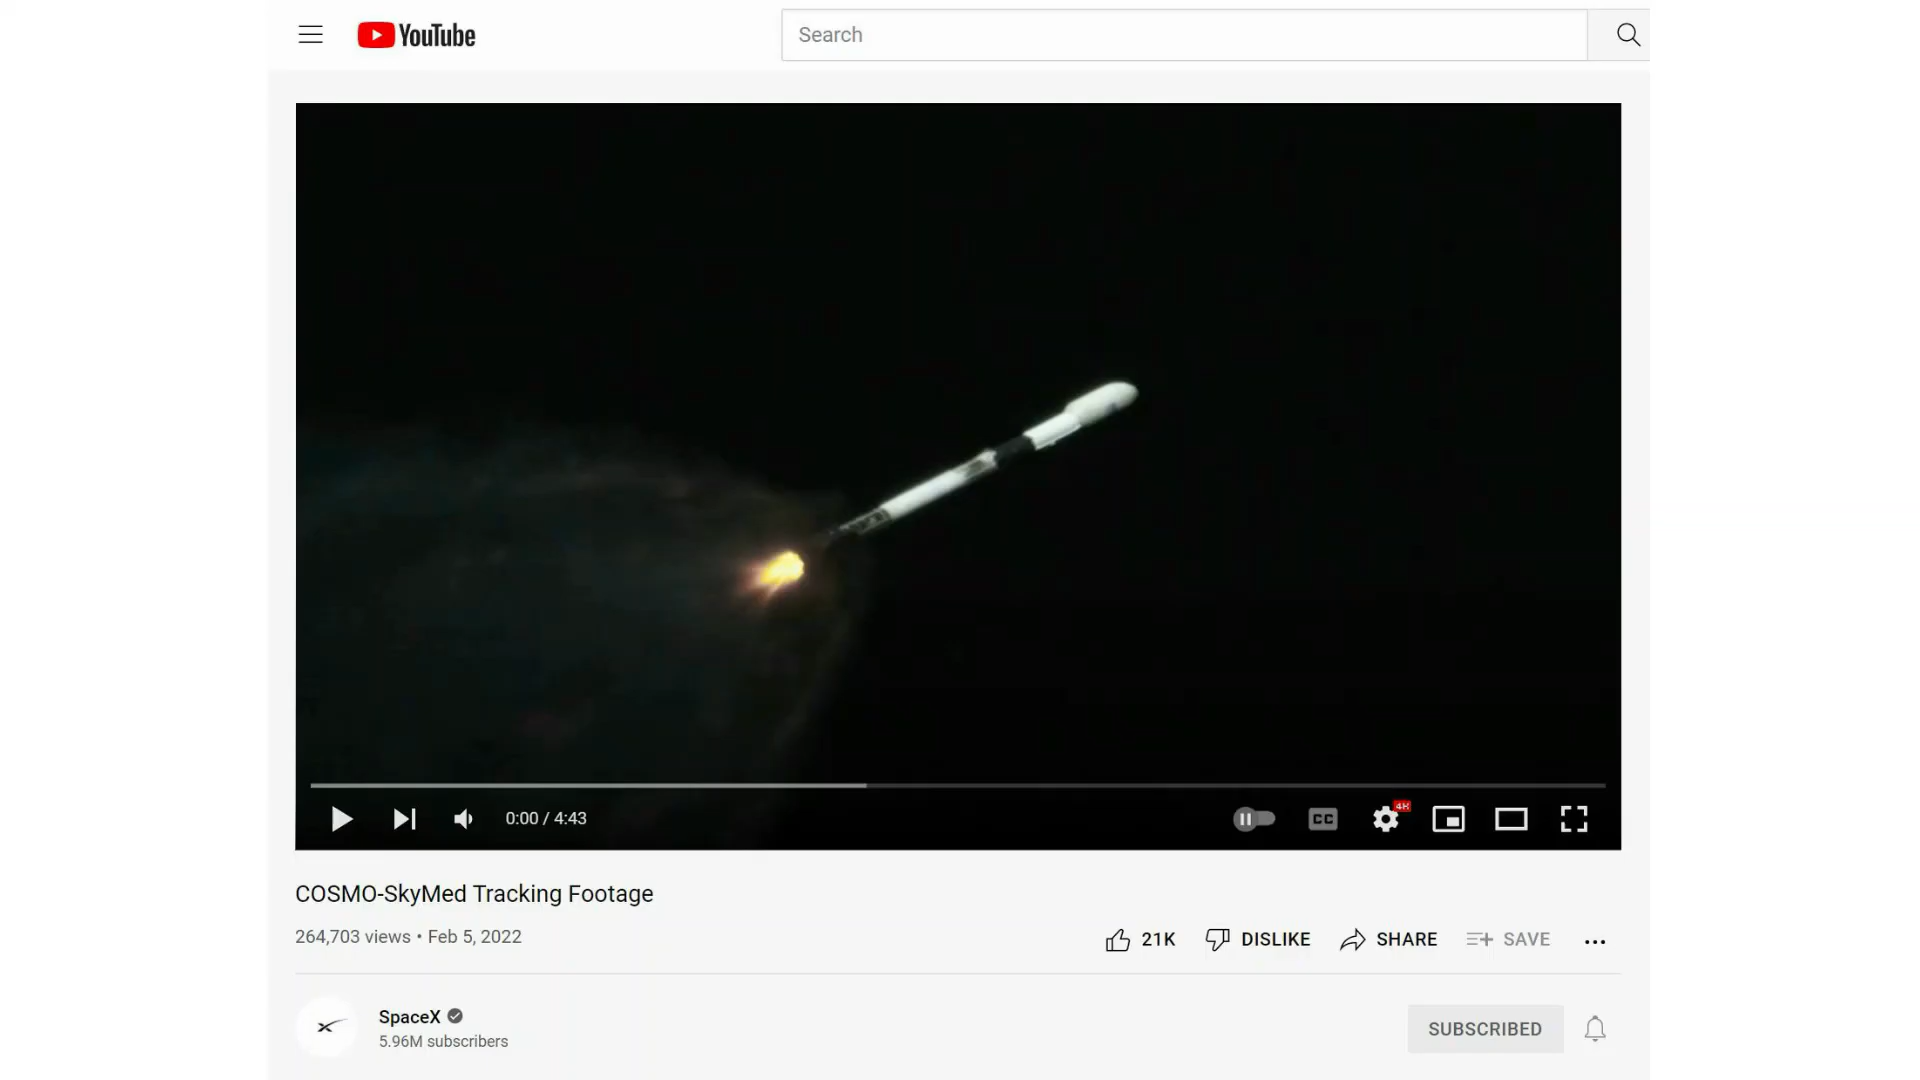 YouTube
Search
0:00 / 4:43
CC
COSMO-SkyMed Tracking Footage
264,703 views • Feb 5, 2022
21K DISLIKE SHARE SAVE
SpaceX
5.96M subscribers
SUBSCRIBED